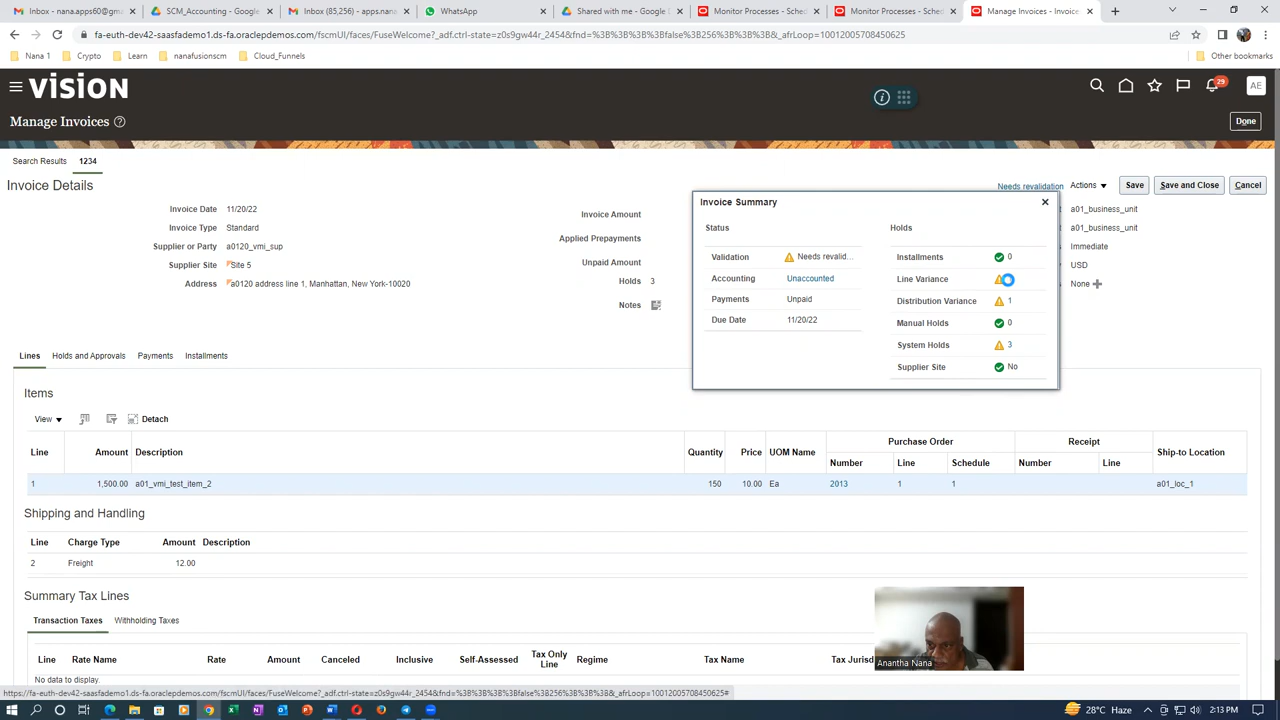 Inbox (85,256) - apps.nana
SCM_Accounting - Google
Inbox (85,256) - apps.nana
WhatsApp
Shared with me - Google
Monitor Processes - Sched
Monitor Processes - Sched
Manage Invoices - Invoice
fa-euth-dev42-saasfademo1.ds-fa.oraclepdemos.com/fscmUI/faces/FuseWelcome?_adf.ctrl-state=z0s9gw44r_2454&fnd=%3B%3B%3B%3Bfalse%3B256%3B%3B%3B&_afrLoop=10012005708450625
Nana 1 Crypto Learn nanafusionscm Cloud_Funnels Other bookmarks
VISION 29 AE
Manage Invoices Done
Search Results 1234
Invoice Details Needs revalidation Actions Save Save and Close Cancel
Invoice Date 11/20/22
Invoice Type Standard
Supplier or Party a0120_vmi_sup
Supplier Site Site 5
Address a0120 address line 1, Manhattan, New York-10020
Invoice Amount
Applied Prepayments
Unpaid Amount
Holds 3
Notes
a01_business_unit
a01_business_unit
Immediate
USD
None
Invoice Summary
Status
Validation Needs revalid...
Accounting Unaccounted
Payments Unpaid
Due Date 11/20/22
Holds
Installments 0
Line Variance
Distribution Variance 1
Manual Holds 0
System Holds 3
Supplier Site No
Lines Holds and Approvals Payments Installments
Items
View Detach
Line Amount Description Quantity Price UOM Name Purchase Order Number Line Schedule Receipt Number Line Ship-to Location
1 1,500.00 a01_vmi_test_item_2 150 10.00 Ea 2013 1 1 a01_loc_1
Shipping and Handling
Line Charge Type Amount Description
2 Freight 12.00
Summary Tax Lines
Transaction Taxes Withholding Taxes
Line Rate Name Rate Amount Canceled Inclusive Self-Assessed Tax Only Line Regime Tax Name Tax Jurisd
No data to display.
Anantha Nana
https://fa-euth-dev42-saasfademo1.ds-fa.oraclepdemos.com/fscmUI/faces/FuseWelcome?_adf.ctrl-state=z0s9gw44r_2454&fnd=%3B%3B%3B%3Bfalse%3B256%3B%3B%3B&_afrLoop=10012005708450625#
28°C Haze 2:13 PM